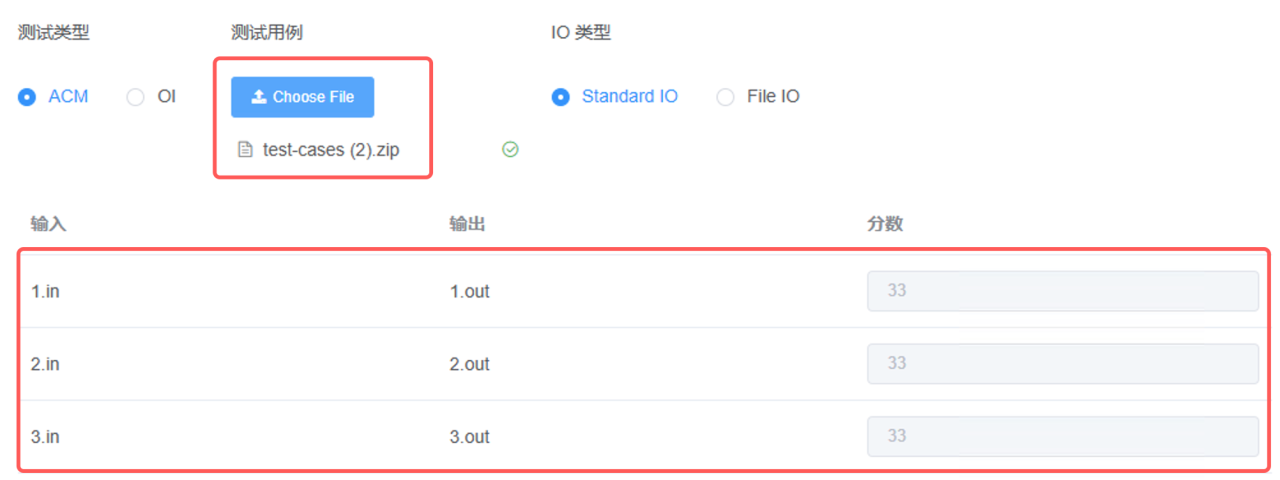 测试类型 测试用例 IO 类型
ACM OI Choose File Standard IO File IO
test-cases (2).zip
输入 输出 分数
1.in 1.out 33
2.in 2.out 33
3.in 3.out 33